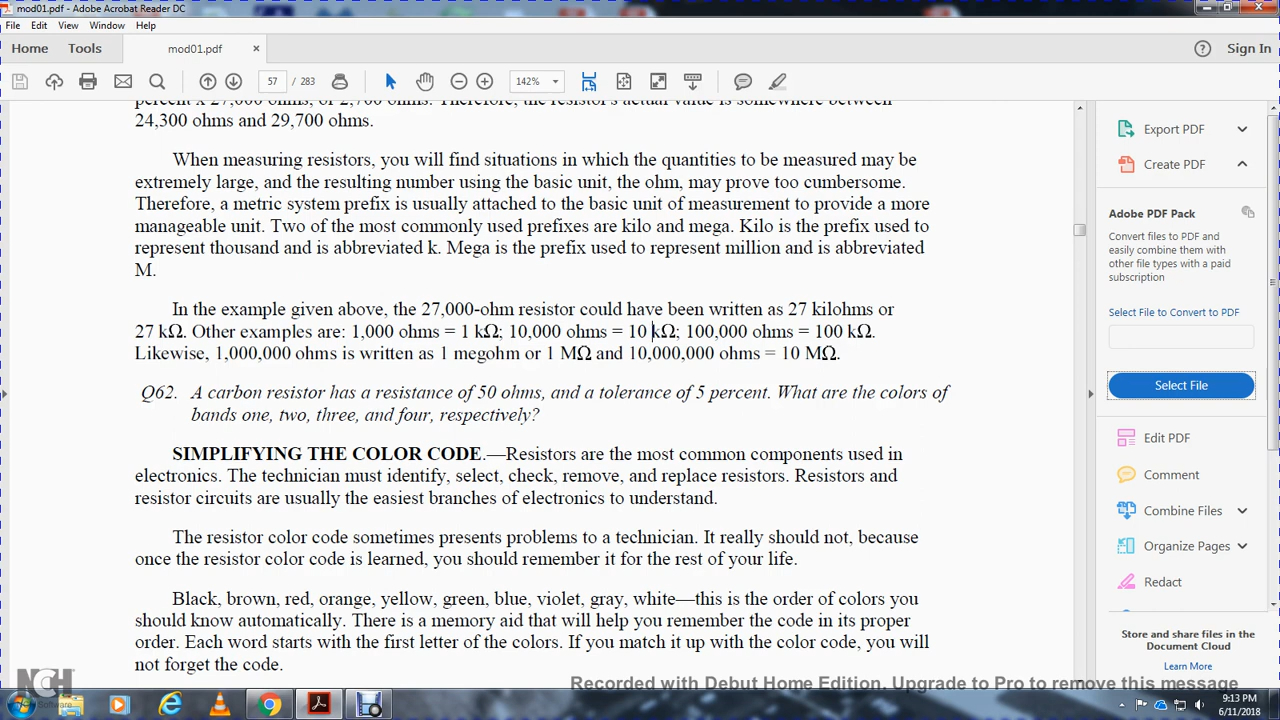 mod01.pdf - Adobe Acrobat Reader DC
File Edit View Window Help
Home Tools mod01.pdf × Sign In
57 / 283 142%
percent x 27,000 ohms, or 2,700 ohms. Therefore, the resistor's actual value is somewhere between
24,300 ohms and 29,700 ohms.
When measuring resistors, you will find situations in which the quantities to be measured may be
extremely large, and the resulting number using the basic unit, the ohm, may prove too cumbersome.
Therefore, a metric system prefix is usually attached to the basic unit of measurement to provide a more
manageable unit. Two of the most commonly used prefixes are kilo and mega. Kilo is the prefix used to
represent thousand and is abbreviated k. Mega is the prefix used to represent million and is abbreviated
M.
In the example given above, the 27,000-ohm resistor could have been written as 27 kilohms or
27 kΩ. Other examples are: 1,000 ohms = 1 kΩ; 10,000 ohms = 10 kΩ; 100,000 ohms = 100 kΩ.
Likewise, 1,000,000 ohms is written as 1 megohm or 1 MΩ and 10,000,000 ohms = 10 MΩ.
Q62. A carbon resistor has a resistance of 50 ohms, and a tolerance of 5 percent. What are the colors of
bands one, two, three, and four, respectively?
SIMPLIFYING THE COLOR CODE.—Resistors are the most common components used in
electronics. The technician must identify, select, check, remove, and replace resistors. Resistors and
resistor circuits are usually the easiest branches of electronics to understand.
The resistor color code sometimes presents problems to a technician. It really should not, because
once the resistor color code is learned, you should remember it for the rest of your life.
Black, brown, red, orange, yellow, green, blue, violet, gray, white—this is the order of colors you
should know automatically. There is a memory aid that will help you remember the code in its proper
order. Each word starts with the first letter of the colors. If you match it up with the color code, you will
not forget the code.
Export PDF
Create PDF
Adobe PDF Pack
Convert files to PDF and
easily combine them with
other file types with a paid
subscription
Select File to Convert to PDF
Select File
Edit PDF
Comment
Combine Files
Organize Pages
Redact
Store and share files in the
Document Cloud
Learn More
NCH
Software
Recorded with Debut Home Edition. Upgrade to Pro to remove this message
9:13 PM
6/11/2018